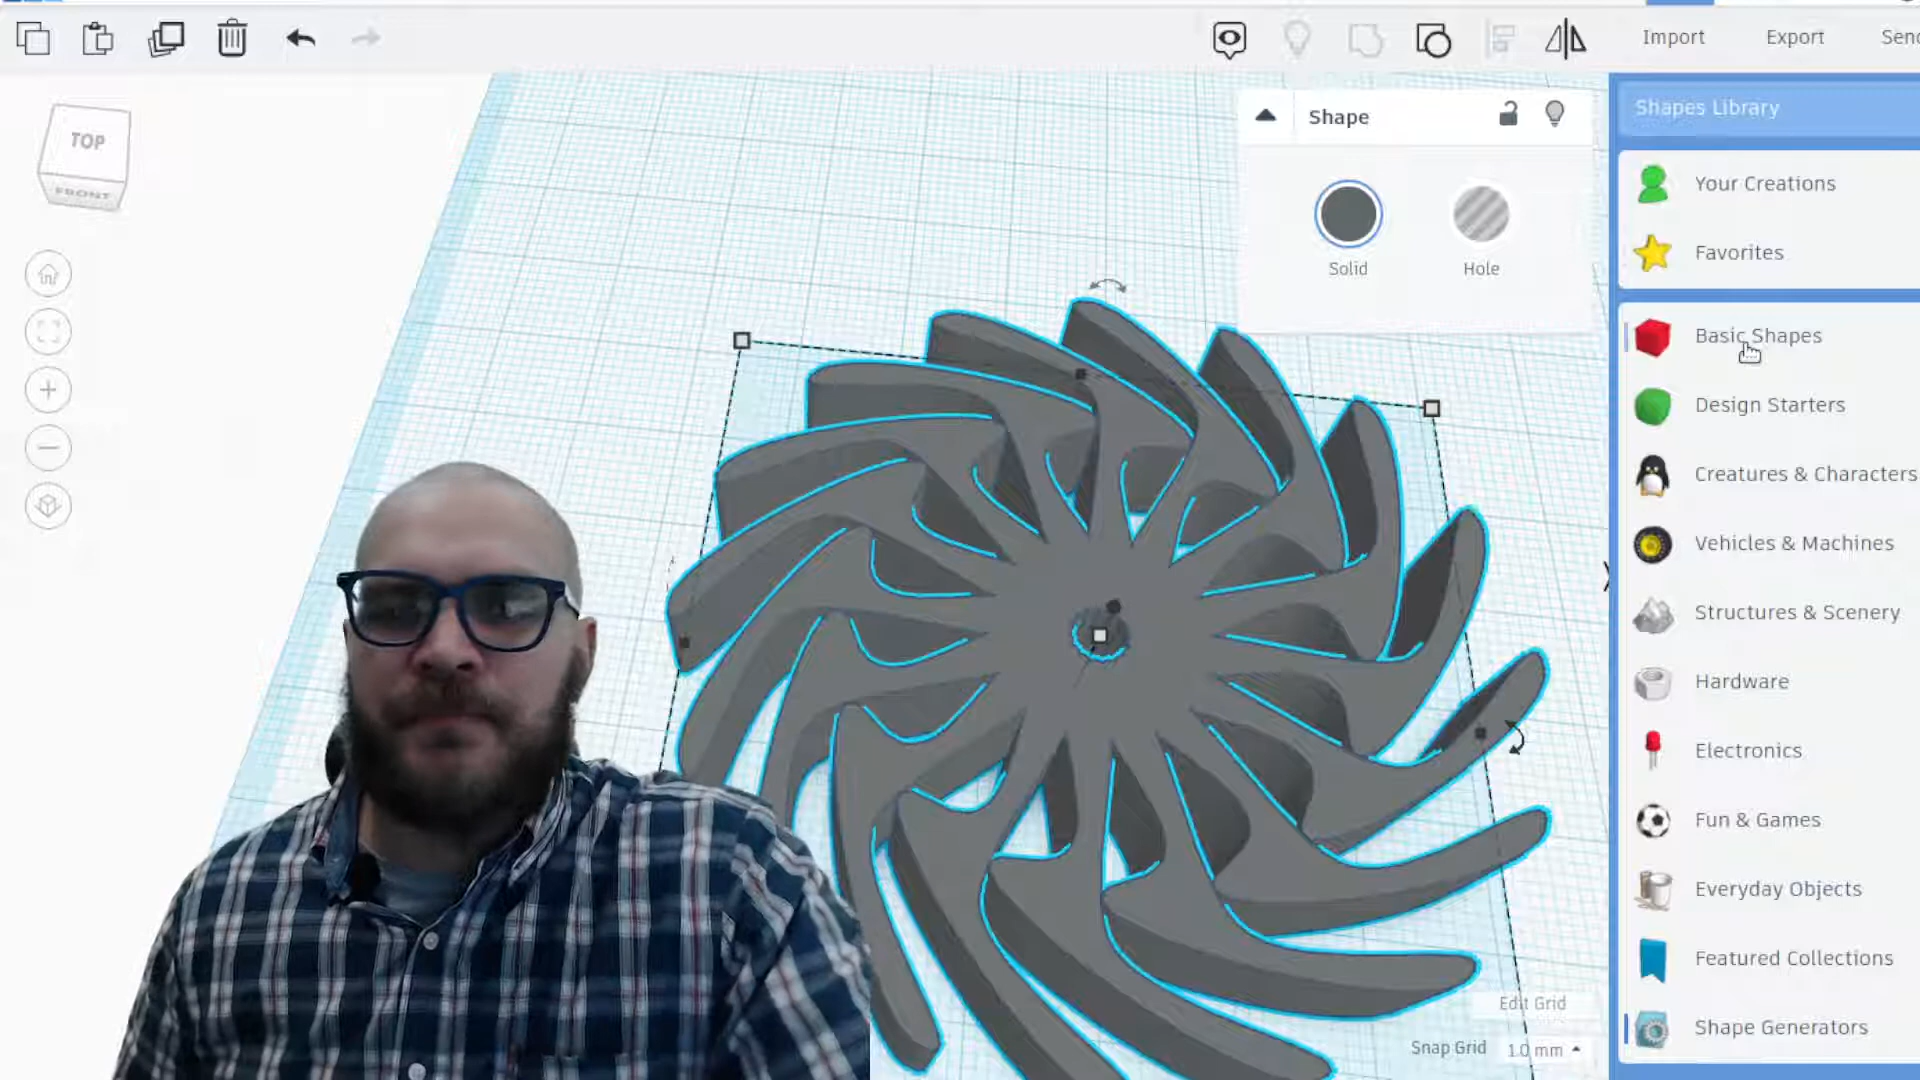 Import
Export
Send
TOP
FRONT
Shape
Solid
Hole
Shapes Library
Your Creations
Favorites
Basic Shapes
Design Starters
Creatures & Characters
Vehicles & Machines
Structures & Scenery
Hardware
Electronics
Fun & Games
Everyday Objects
Featured Collections
Shape Generators
Edit Grid
Snap Grid 1.0 mm